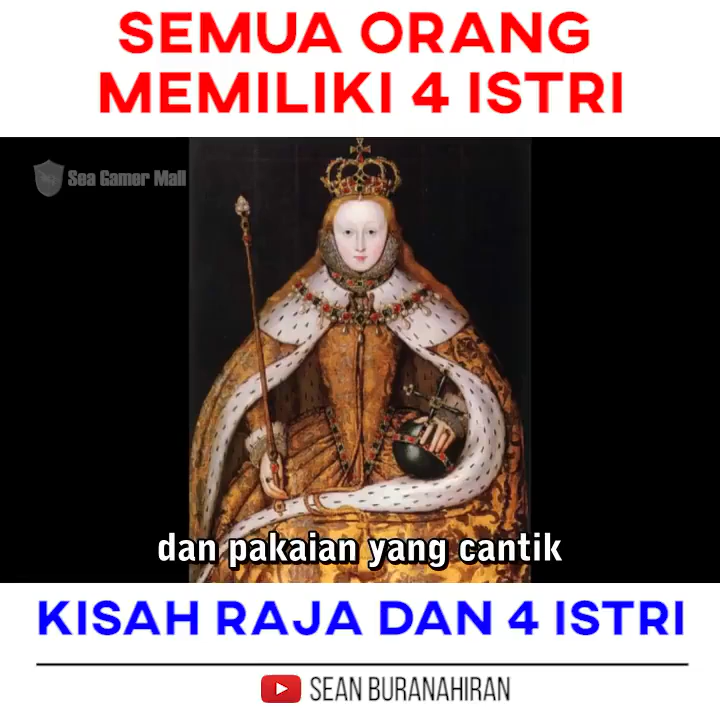 SEMUA ORANG
MEMILIKI 4 ISTRI
Sea Gamer Mall
dan pakaian yang cantik
KISAH RAJA DAN 4 ISTRI
SEAN BURANAHIRAN